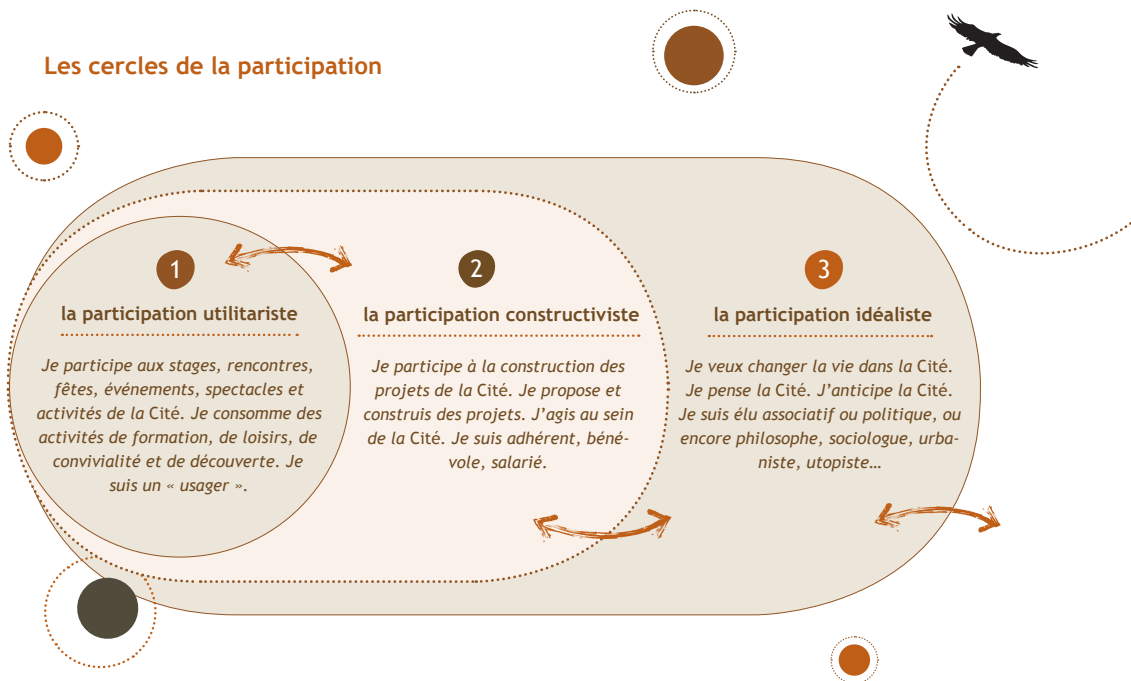 Les cercles de la participation
1
la participation utilitariste
Je participe aux stages, rencontres,
fêtes, événements, spectacles et
activités de la Cité. Je consomme des
activités de formation, de loisirs, de
convivialité et de découverte. Je
suis un « usager ».
2
la participation constructiviste
Je participe à la construction des
projets de la Cité. Je propose et
construis des projets. J’agis au sein
de la Cité. Je suis adhérent, béné-
vole, salarié.
3
la participation idéaliste
Je veux changer la vie dans la Cité.
Je pense la Cité. J’anticipe la Cité.
Je suis élu associatif ou politique, ou
encore philosophe, sociologue, urba-
niste, utopiste…